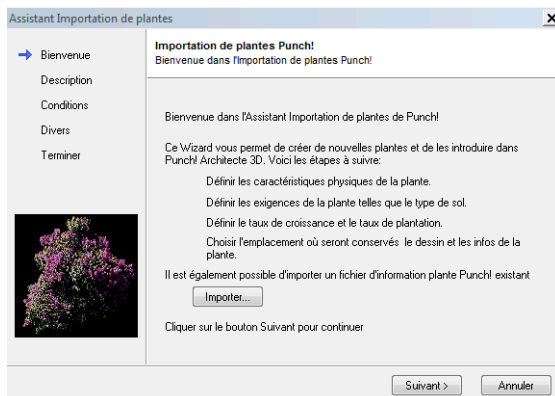 Assistant Importation de plantes
Bienvenue
Description
Conditions
Divers
Terminer
Importation de plantes Punch!
Bienvenue dans l'Importation de plantes Punch!
Bienvenue dans l'Assistant Importation de plantes de Punch!
Ce Wizard vous permet de créer de nouvelles plantes et de les introduire dans
Punch! Architecte 3D. Voici les étapes à suivre:
Définir les caractéristiques physiques de la plante.
Définir les exigences de la plante telles que le type de sol.
Définir le taux de croissance et le taux de plantation.
Choisir l'emplacement où seront conservés le dessin et les infos de la
plante.
Il est également possible d'importer un fichier d'information plante Punch! existant
Importer...
Cliquer sur le bouton Suivant pour continuer
Suivant >
Annuler